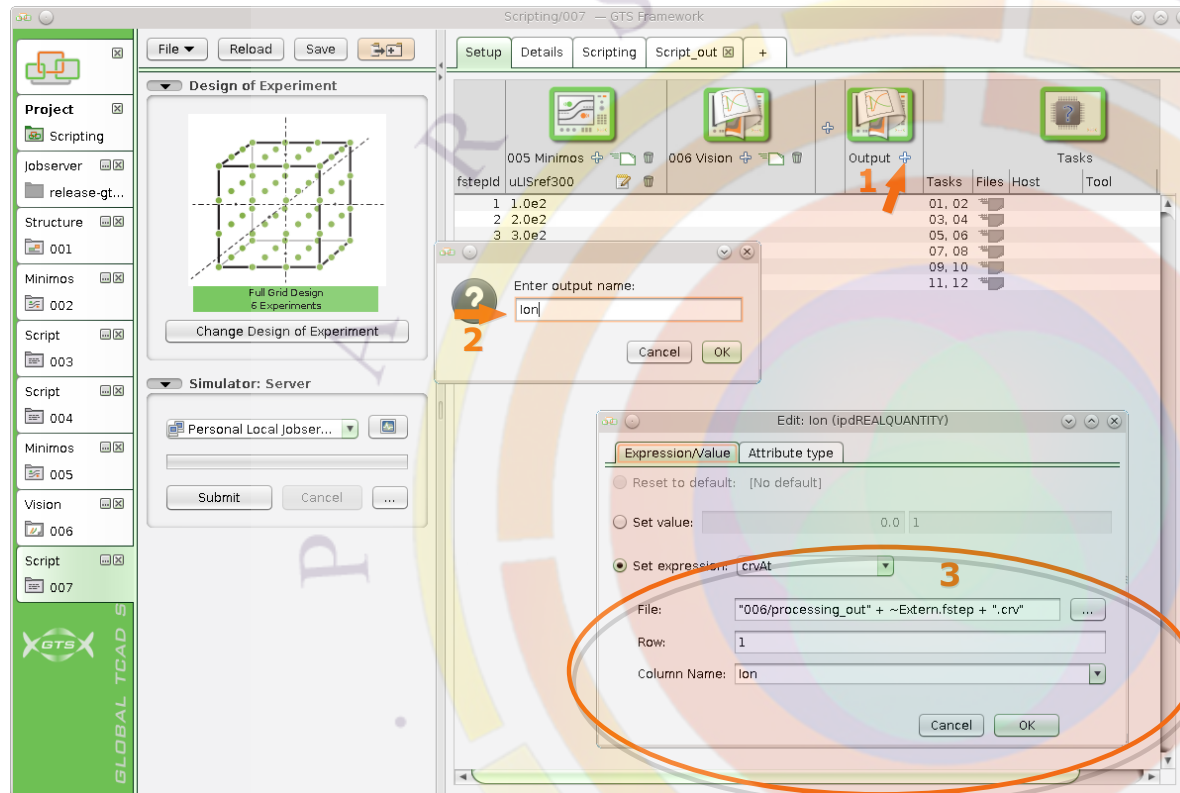 Scripting/007 — GTS Framework
File Reload Save
Setup Details Scripting Script_out +
Project
Scripting
Jobserver
release-gt...
Structure
001
Minimos
002
Script
003
Script
004
Minimos
005
Vision
006
Script
007
GTS
GLOBAL TCAD S
Design of Experiment
Full Grid Design
6 Experiments
Change Design of Experiment
Simulator: Server
Personal Local Jobser...
Submit Cancel ...
005 Minimos 006 Vision Output Tasks
1
fstepId uLISref300 Tasks Files Host Tool
1 1.0e2 01, 02
2 2.0e2 03, 04
3 3.0e2 05, 06
07, 08
09, 10
11, 12
Enter output name:
Ion
2
Cancel OK
Edit: Ion (ipdREALQUANTITY)
Expression/Value Attribute type
Reset to default: [No default]
Set value: 0.0 1
Set expression: crvAt
3
File: "006/processing_out" + ~Extern.fstep + ".crv" ...
Row: 1
Column Name: Ion
Cancel OK
P A R S